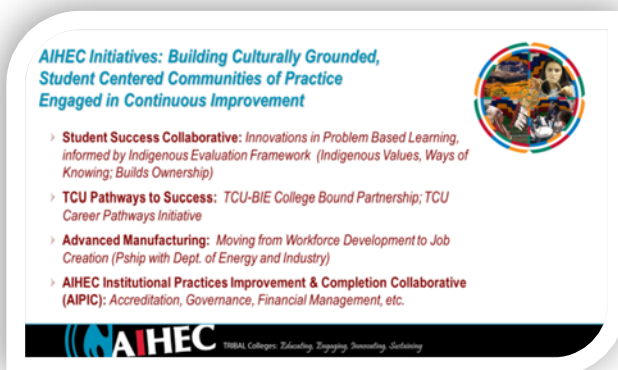 AIHEC Initiatives: Building Culturally Grounded,
Student Centered Communities of Practice
Engaged in Continuous Improvement
Student Success Collaborative: Innovations in Problem Based Learning,
informed by Indigenous Evaluation Framework (Indigenous Values, Ways of
Knowing; Builds Ownership)
TCU Pathways to Success: TCU-BIE College Bound Partnership; TCU
Career Pathways Initiative
Advanced Manufacturing: Moving from Workforce Development to Job
Creation (Pship with Dept. of Energy and Industry)
AIHEC Institutional Practices Improvement & Completion Collaborative
(AIPIC): Accreditation, Governance, Financial Management, etc.
AIHEC TRIBAL Colleges: Educating, Engaging, Innovating, Sustaining